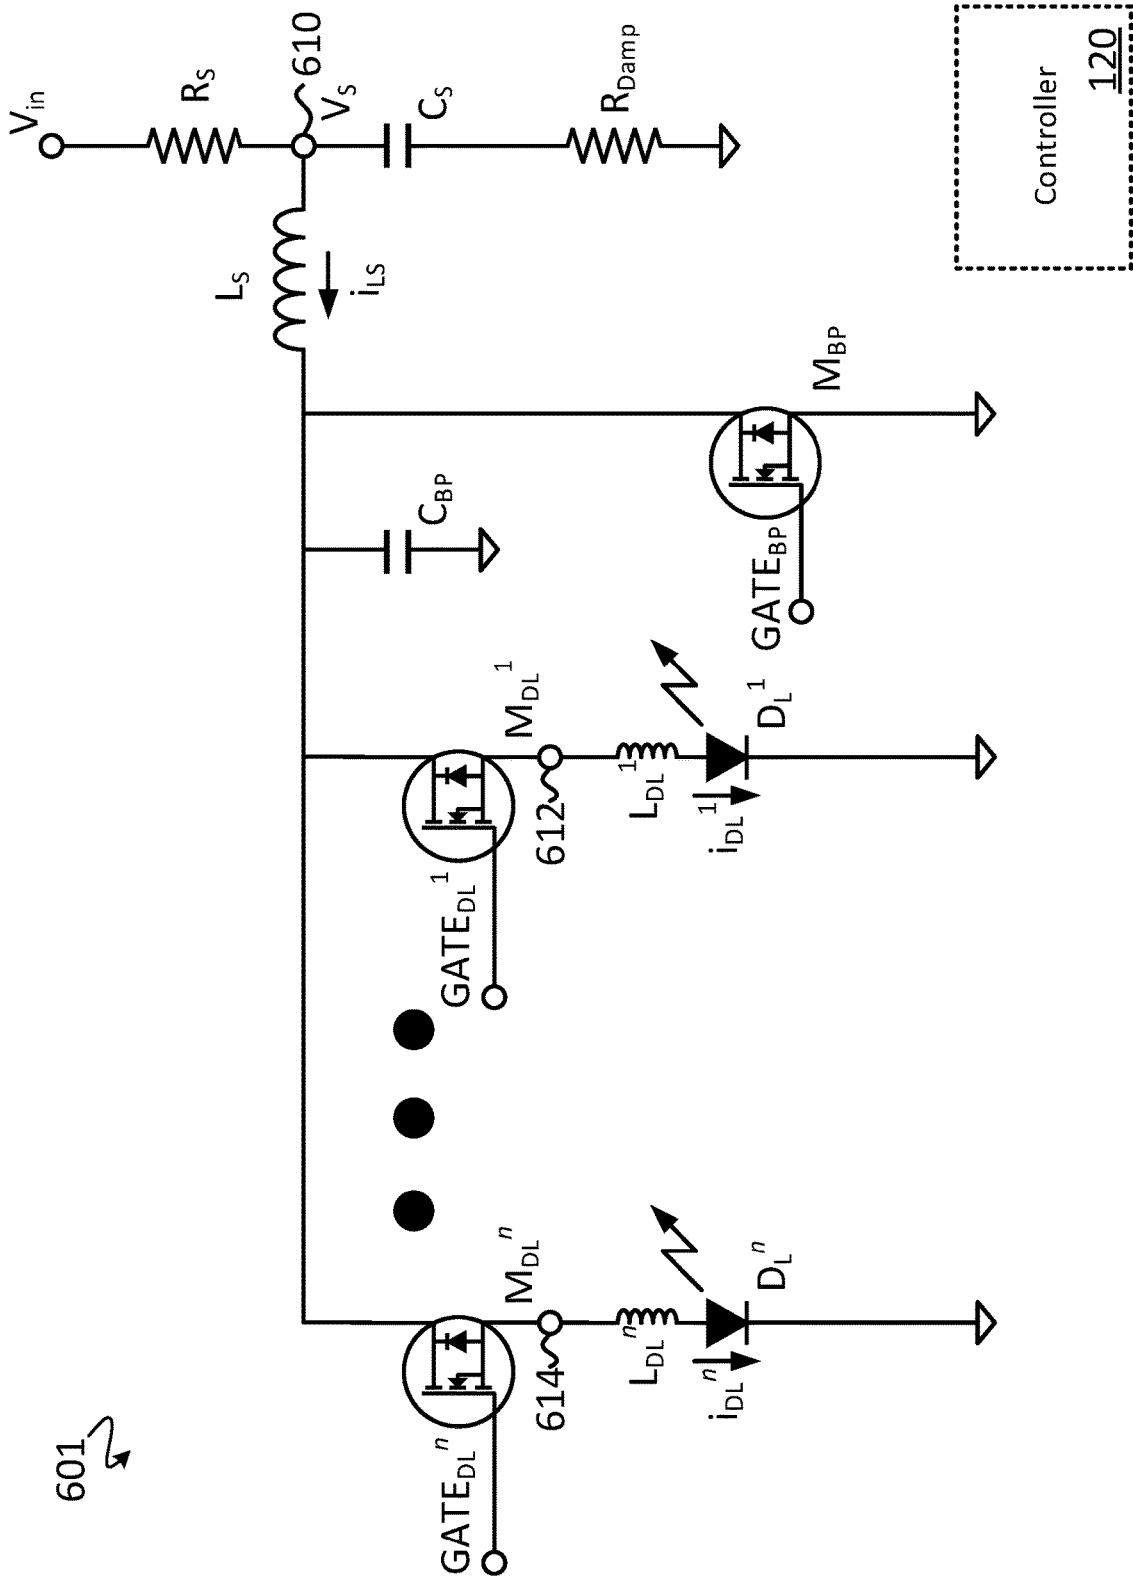 601
V_in
R_S
610
V_S
C_S
R_Damp
L_S
i_LS
C_BP
GATE_BP
M_BP
GATE_DL^1
M_DL^1
612
L_DL^1
i_DL^1
D_L^1
GATE_DL^n
M_DL^n
614
L_DL^n
i_DL^n
D_L^n
Controller
120